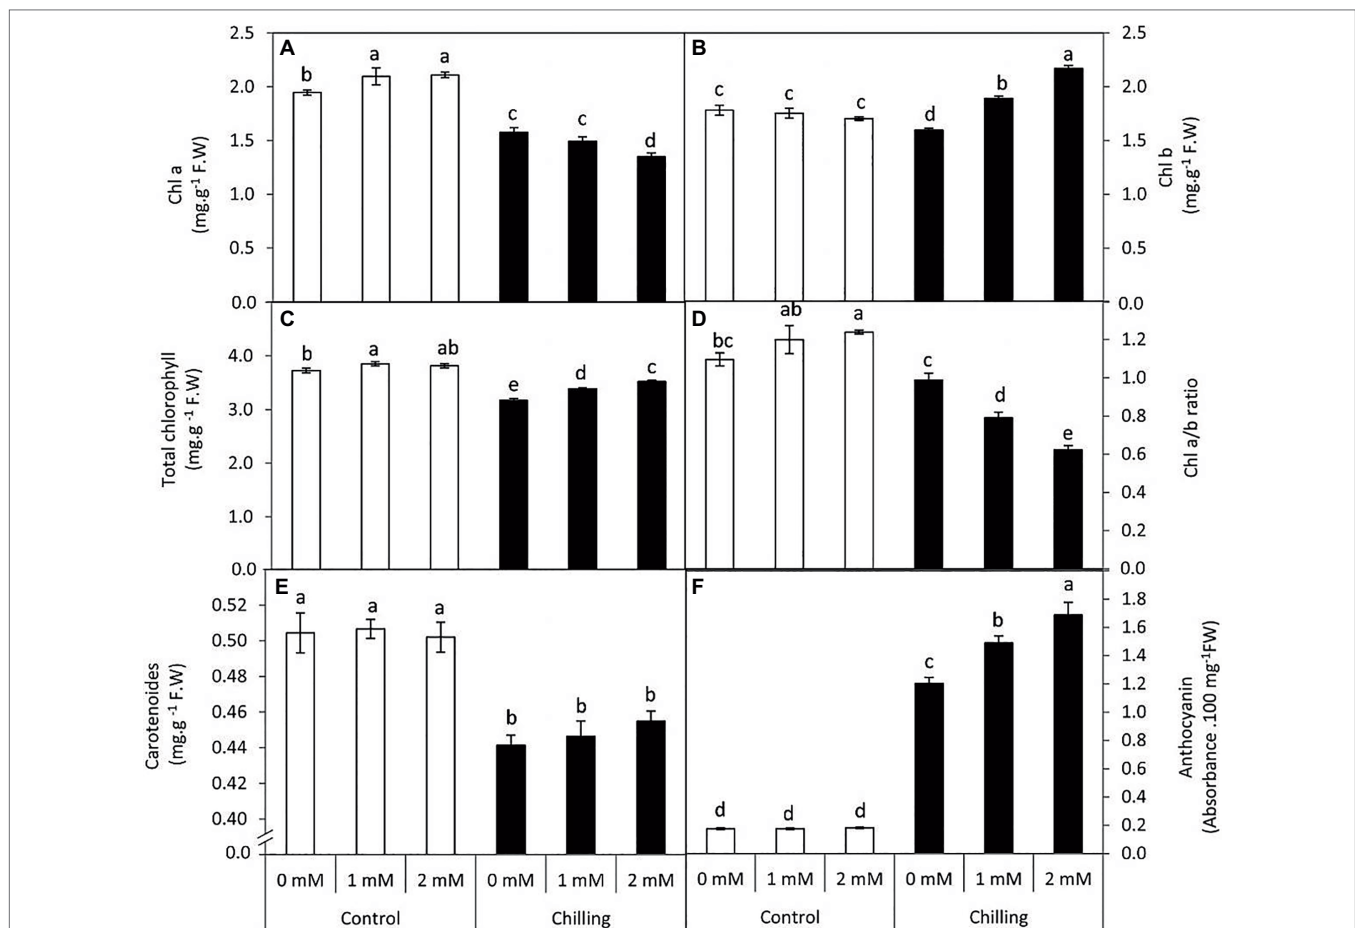 A
B
Chl a
(mg.g-1 F.W)
2.5
2.0
1.5
1.0
0.5
0.0
b
a
a
c
c
d
c
c
c
d
b
a
2.5
2.0
1.5
1.0
0.5
0.0
Chl b
(mg.g-1 F.W)
C
D
Total chlorophyll
(mg.g -1 F.W)
4.0
3.0
2.0
1.0
0.0
b
a
ab
e
d
c
bc
ab
a
c
d
e
1.2
1.0
0.8
0.6
0.4
0.2
0.0
Chl a/b ratio
E
F
Carotenoides
(mg.g -1 F.W)
0.52
0.50
0.48
0.46
0.44
0.42
0.40
0.0
a
a
a
b
b
b
d
d
d
c
b
a
1.8
1.6
1.4
1.2
1.0
0.8
0.6
0.4
0.2
0.0
Anthocyanin
(Absorbance .100 mg-1FW)
0 mM 1 mM 2 mM 0 mM 1 mM 2 mM 0 mM 1 mM 2 mM 0 mM 1 mM 2 mM
Control Chilling Control Chilling